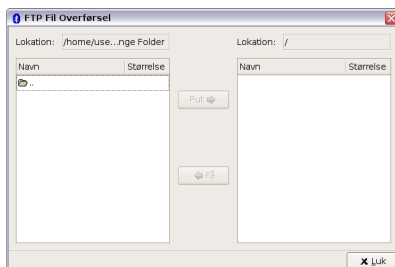 FTP Fil Overførsel
Lokation: /home/use...nge Folder
Lokation: /
Navn Størrelse
Navn Størrelse
..
Put
Få
Luk